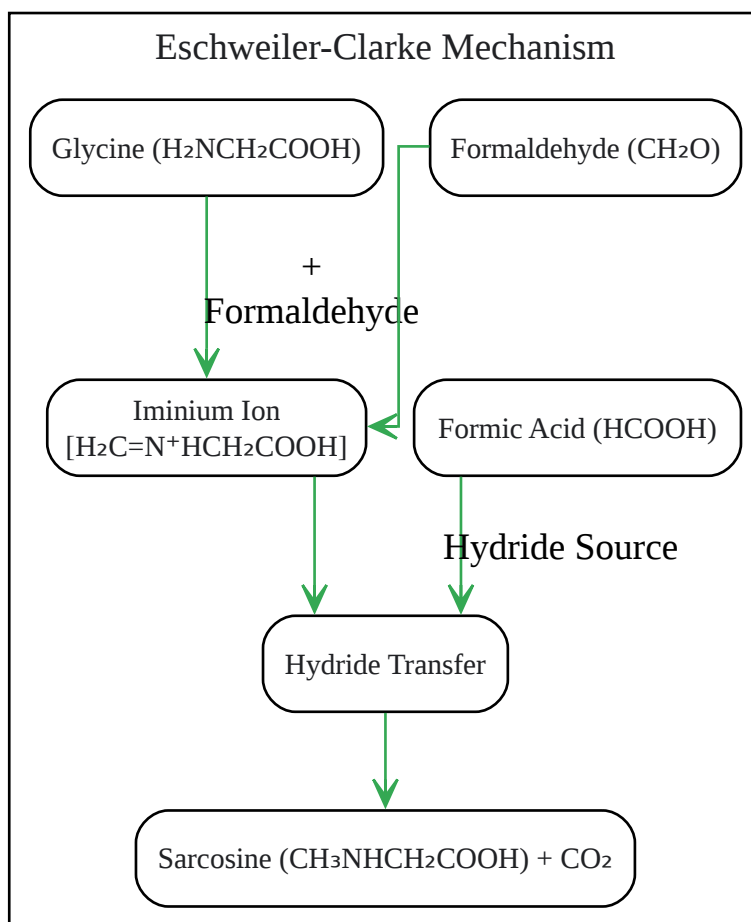 Eschweiler-Clarke Mechanism
Glycine (H₂NCH₂COOH)
Formaldehyde (CH₂O)
+
Formaldehyde
Iminium Ion
[H₂C=N⁺HCH₂COOH]
Formic Acid (HCOOH)
Hydride Source
Hydride Transfer
Sarcosine (CH₃NHCH₂COOH) + CO₂